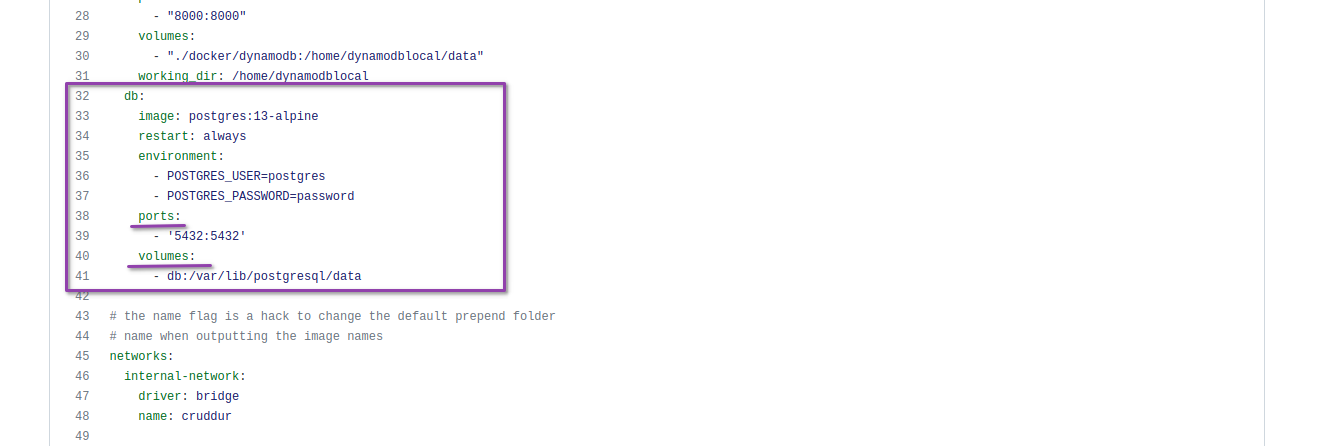 28 - "8000:8000"
29 volumes:
30 - "./docker/dynamodb:/home/dynamodblocal/data"
31 working_dir: /home/dynamodblocal
32 db:
33 image: postgres:13-alpine
34 restart: always
35 environment:
36 - POSTGRES_USER=postgres
37 - POSTGRES_PASSWORD=password
38 ports:
39 - '5432:5432'
40 volumes:
41 - db:/var/lib/postgresql/data
42
43 # the name flag is a hack to change the default prepend folder
44 # name when outputting the image names
45 networks:
46 internal-network:
47 driver: bridge
48 name: cruddur
49